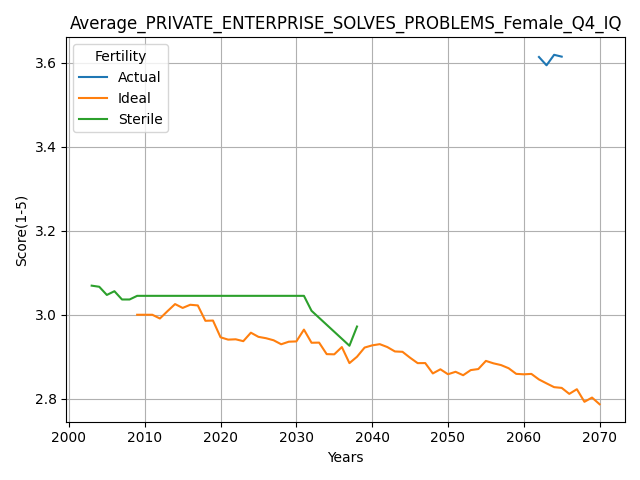 Average_PRIVATE_ENTERPRISE_SOLVES_PROBLEMS_Female_Q4_IQ
Fertility
Actual
Ideal
Sterile
Score(1-5)
3.6
3.4
3.2
3.0
2.8
2000 2010 2020 2030 2040 2050 2060 2070
Years